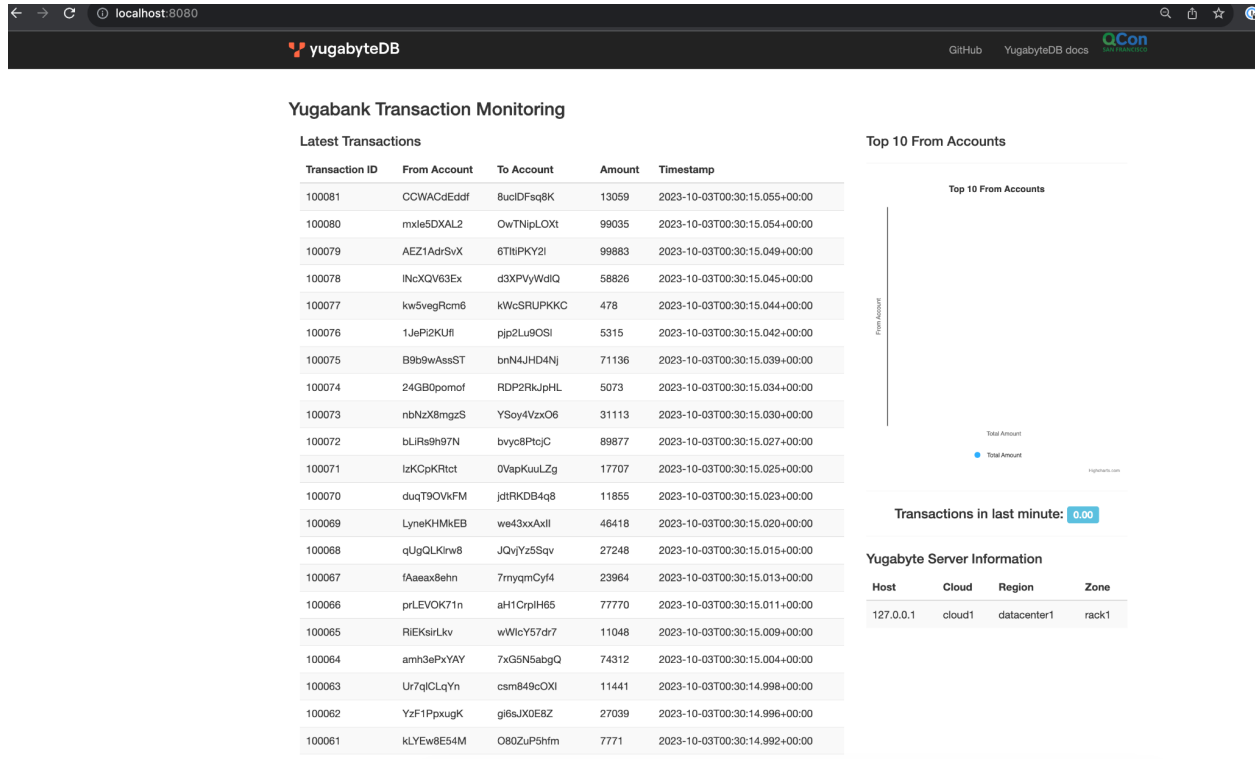 localhost:8080
yugabyteDB
GitHub YugabyteDB docs QCon
SAN FRANCISCO
Yugabank Transaction Monitoring
Latest Transactions
Transaction ID From Account To Account Amount Timestamp
100081 CCWACdEddf 8uclDFsq8K 13059 2023-10-03T00:30:15.055+00:00
100080 mxle5DXAL2 OwTNipLOXt 99035 2023-10-03T00:30:15.054+00:00
100079 AEZ1AdrSvX 6TltiPKY2l 99883 2023-10-03T00:30:15.049+00:00
100078 INcXQV63Ex d3XPVyWdlQ 58826 2023-10-03T00:30:15.045+00:00
100077 kw5vegRcm6 kWcSRUPKKC 478 2023-10-03T00:30:15.044+00:00
100076 1JePi2KUfl pjp2Lu9OSl 5315 2023-10-03T00:30:15.042+00:00
100075 B9b9wAssST bnN4JHD4Nj 71136 2023-10-03T00:30:15.039+00:00
100074 24GB0pomof RDP2RkJpHL 5073 2023-10-03T00:30:15.034+00:00
100073 nbNzX8mgzS YSoy4VzxO6 31113 2023-10-03T00:30:15.030+00:00
100072 bLiRs9h97N bvyc8PtcjC 89877 2023-10-03T00:30:15.027+00:00
100071 IzKCpKRtct 0VapKuuLZg 17707 2023-10-03T00:30:15.025+00:00
100070 duqT9OVkFM jdtRKDB4q8 11855 2023-10-03T00:30:15.023+00:00
100069 LyneKHMkEB we43xxAxIl 46418 2023-10-03T00:30:15.020+00:00
100068 qUgQLKlrw8 JQvjYz5Sqv 27248 2023-10-03T00:30:15.015+00:00
100067 fAaeax8ehn 7rnyqmCyf4 23964 2023-10-03T00:30:15.013+00:00
100066 prLEVOK71n aH1CrpIH65 77770 2023-10-03T00:30:15.011+00:00
100065 RiEKsirLkv wWIcY57dr7 11048 2023-10-03T00:30:15.009+00:00
100064 amh3ePxYAY 7xG5N5abgQ 74312 2023-10-03T00:30:15.004+00:00
100063 Ur7qlCLqYn csm849cOXl 11441 2023-10-03T00:30:14.998+00:00
100062 YzF1PpxugK gi6sJX0E8Z 27039 2023-10-03T00:30:14.996+00:00
100061 kLYEw8E54M O80ZuP5hfm 7771 2023-10-03T00:30:14.992+00:00
Top 10 From Accounts
Top 10 From Accounts
From Account
Total Amount
Total Amount
Highcharts.com
Transactions in last minute: 0.00
Yugabyte Server Information
Host Cloud Region Zone
127.0.0.1 cloud1 datacenter1 rack1